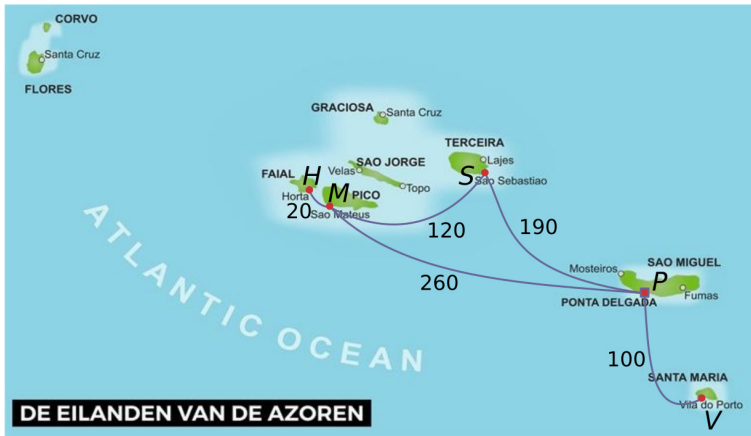 CORVO
Santa Cruz
FLORES
GRACIOSA
Santa Cruz
TERCEIRA
Lajes
S
Sao Sebastiao
SAO JORGE
Velas
Topo
FAIAL
H
M
PICO
Horta
20
Sao Mateus
120
190
260
SAO MIGUEL
Mosteiros
P
Fumas
PONTA DELGADA
100
SANTA MARIA
Vila do Porto
V
ATLANTIC OCEAN
DE EILANDEN VAN DE AZOREN